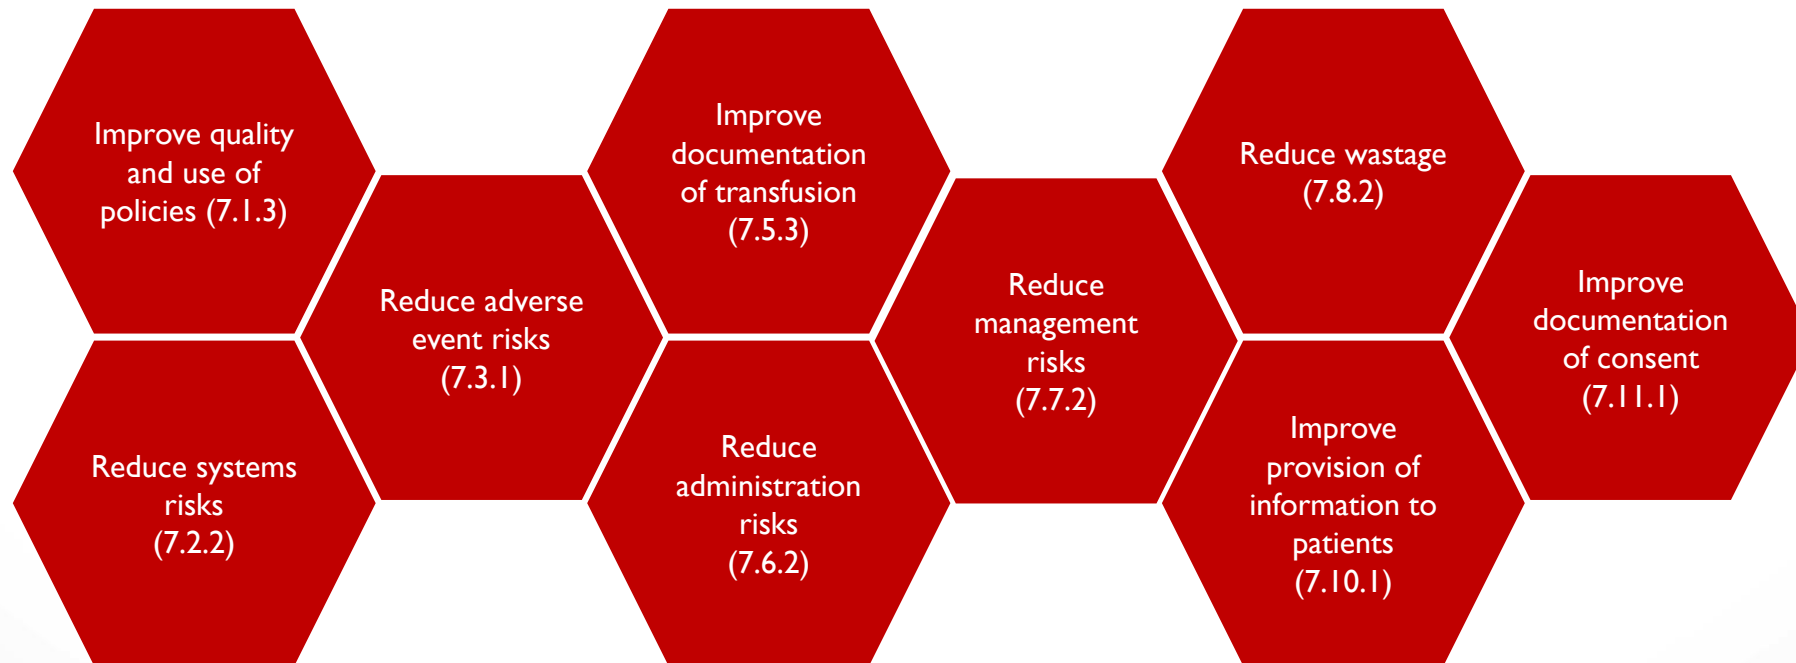 Improve quality
and use of
policies (7.1.3)
Reduce systems
risks
(7.2.2)
Reduce adverse
event risks
(7.3.1)
Improve
documentation
of transfusion
(7.5.3)
Reduce
administration
risks
(7.6.2)
Reduce
management
risks
(7.7.2)
Reduce wastage
(7.8.2)
Improve
provision of
information to
patients
(7.10.1)
Improve
documentation
of consent
(7.11.1)